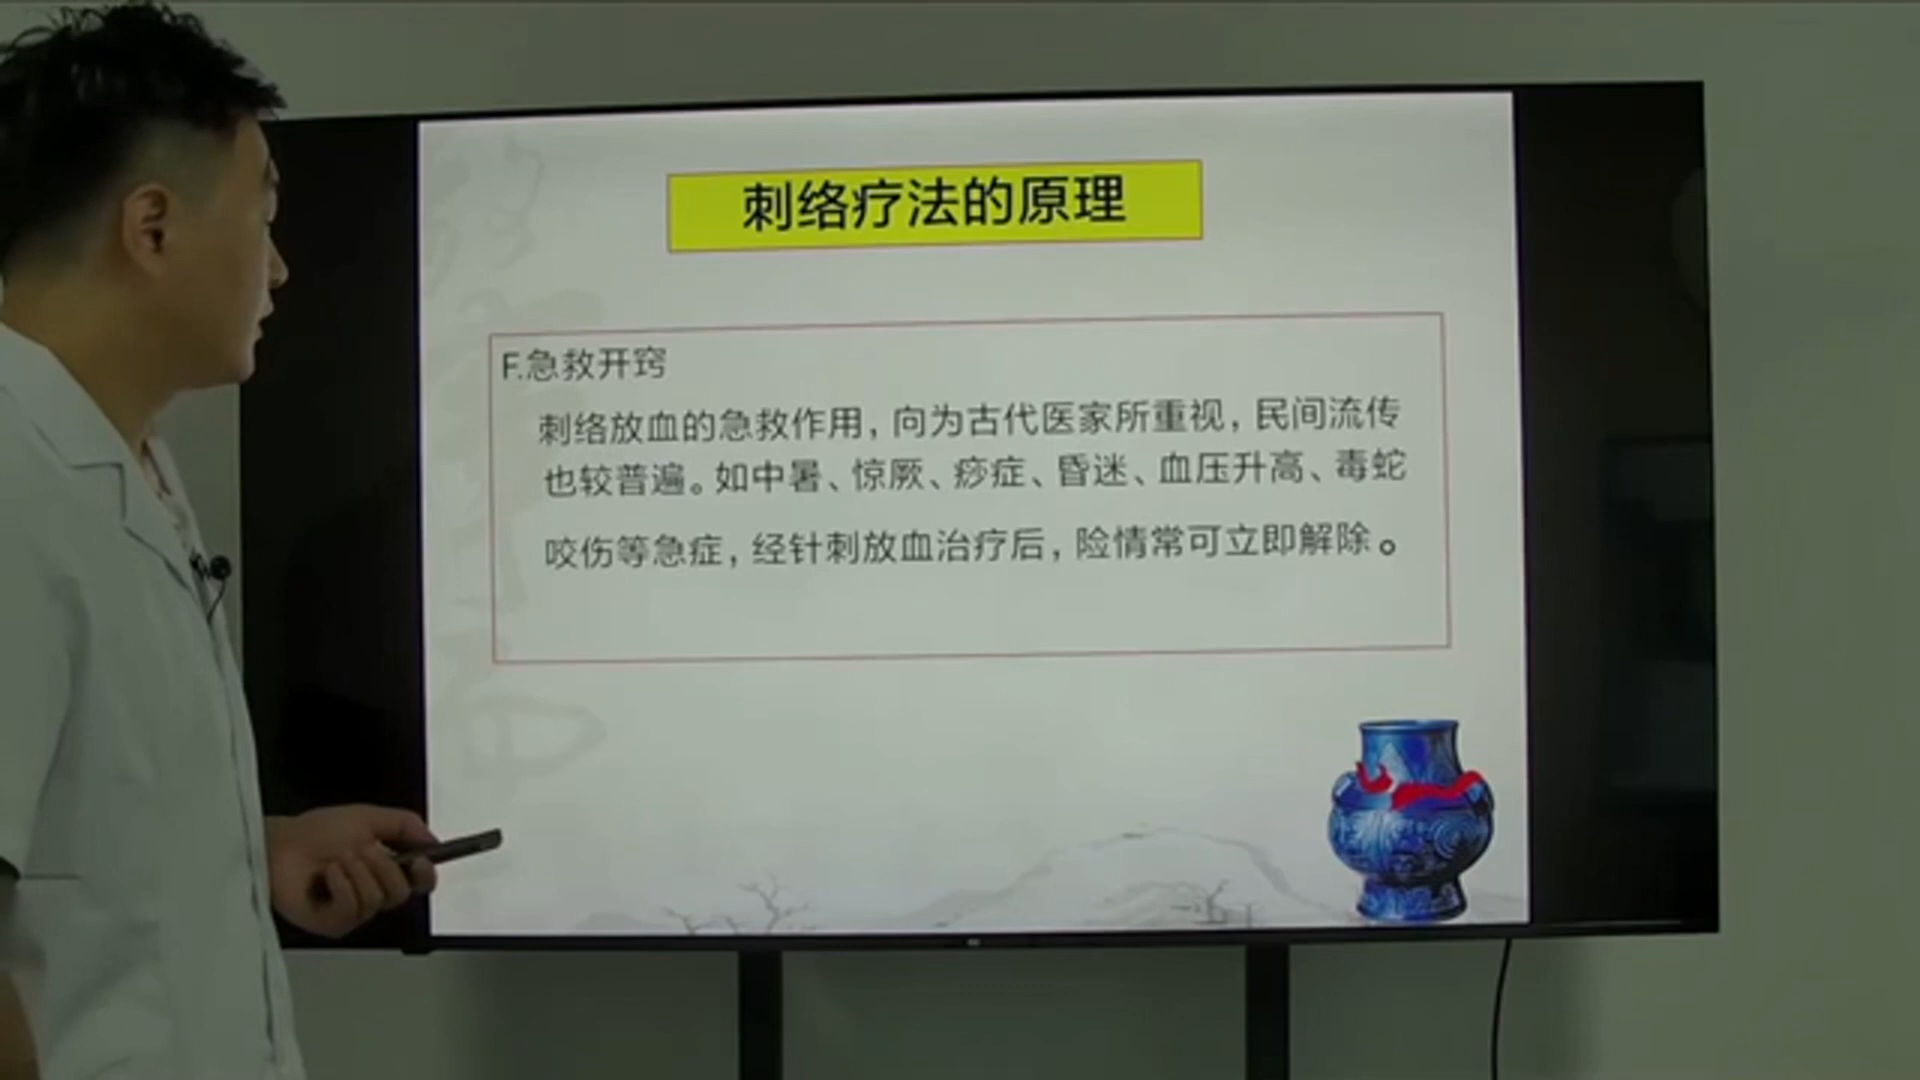 刺络疗法的原理
F.急救开窍
刺络放血的急救作用，向为古代医家所重视，民间流传
也较普遍。如中暑、惊厥、痧症、昏迷、血压升高、毒蛇
咬伤等急症，经针刺放血治疗后，险情常可立即解除。